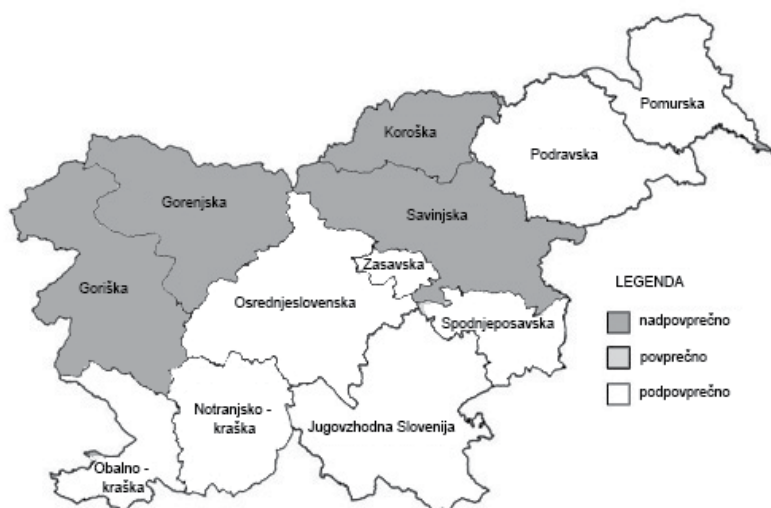 Pomurska
Koroška
Podravska
Gorenjska
Savinjska
Zasavska
Goriška
Osrednjeslovenska
Spodnjeposavska
Notranjsko -
kraška
Jugovzhodna Slovenija
Obalno -
kraška
LEGENDA
nadpovprečno
povprečno
podpovprečno